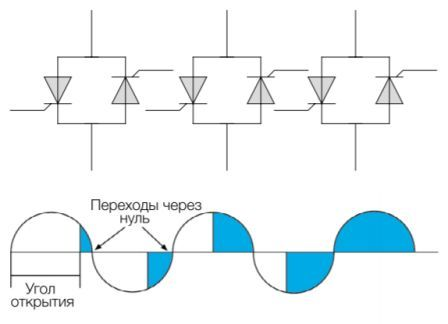 Переходы через
нуль
Угол
открытия